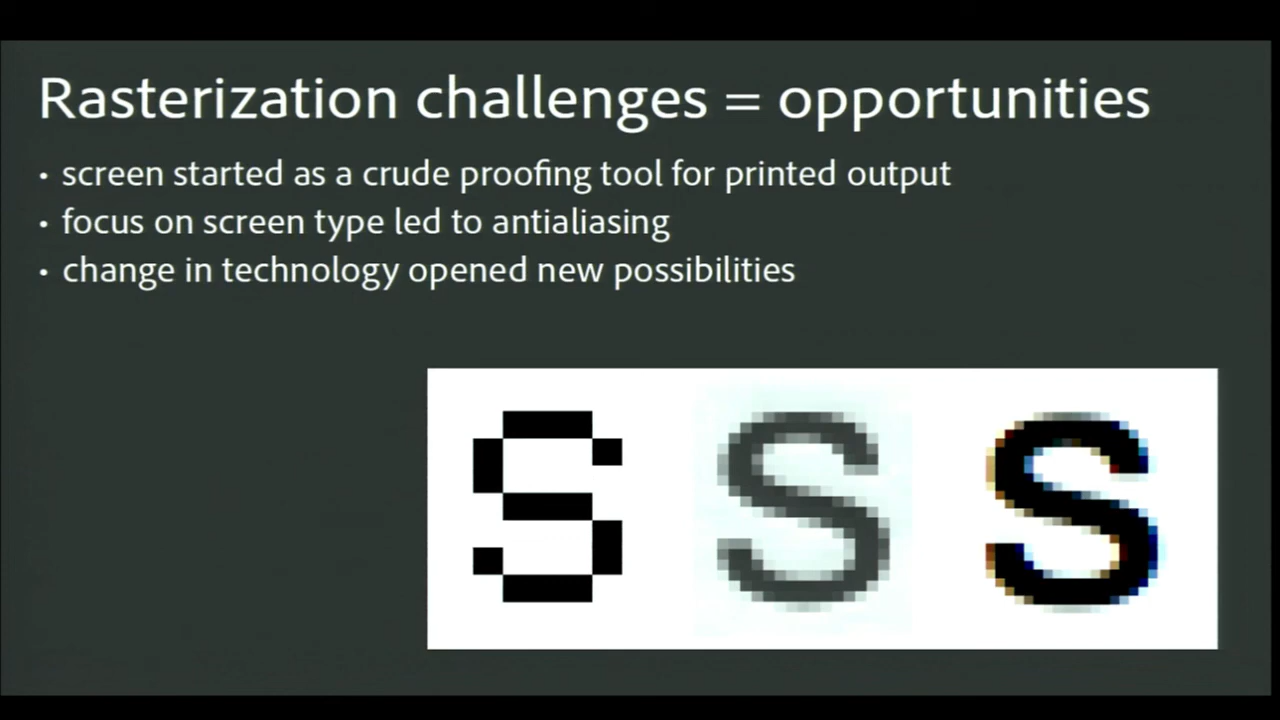 Rasterization challenges = opportunities
• screen started as a crude proofing tool for printed output
• focus on screen type led to antialiasing
• change in technology opened new possibilities
S S S